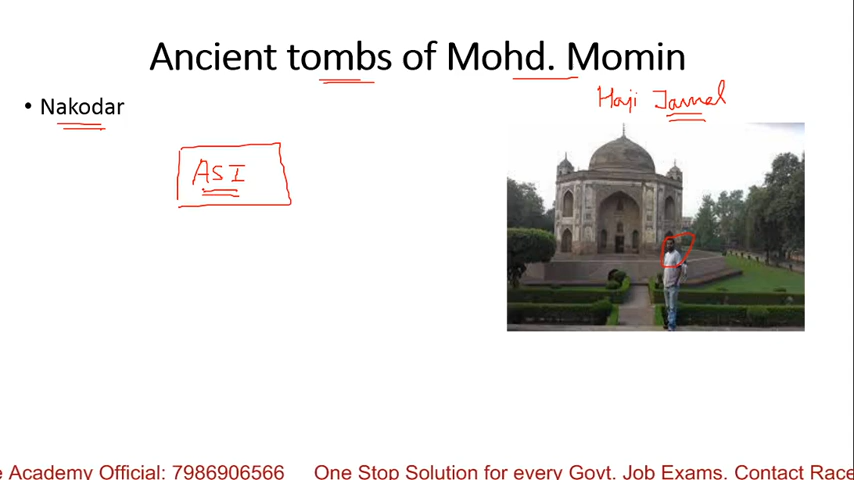 Ancient tombs of Mohd. Momin
Haji Jamal
• Nakodar
ASI
e Academy Official: 7986906566 One Stop Solution for every Govt. Job Exams. Contact Race